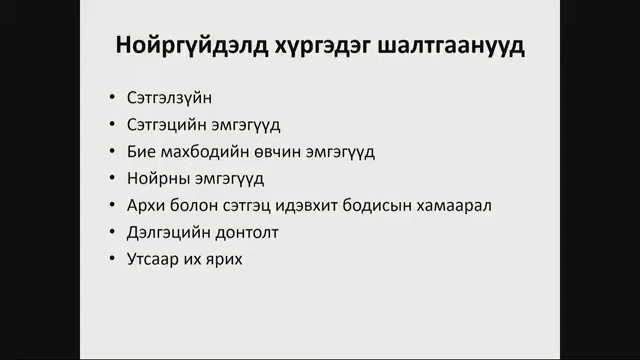 Нойргүйдэлд хүргэдэг шалтгаанууд
• Сэтгэлзүйн
• Сэтгэцийн эмгэгүүд
• Бие махбодийн өвчин эмгэгүүд
• Нойрны эмгэгүүд
• Архи болон сэтгэц идэвхит бодисын хамаарал
• Дэлгэцийн донтолт
• Утсаар их ярих